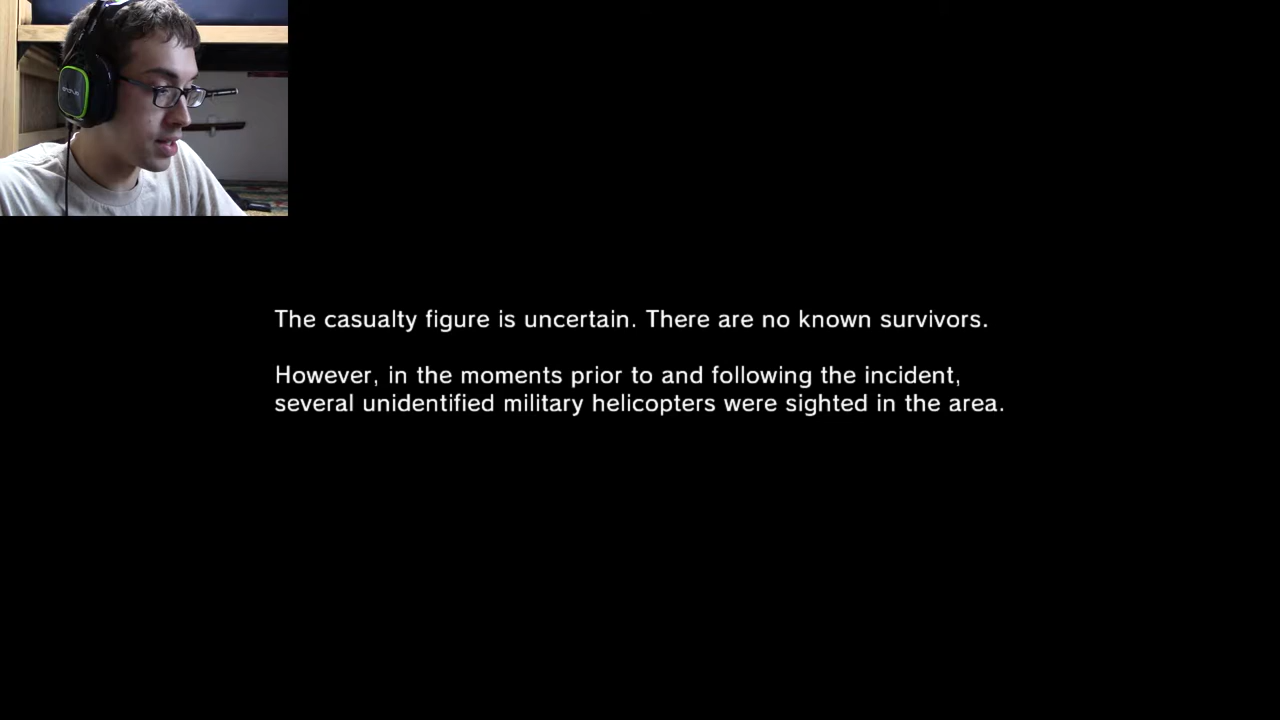 The casualty figure is uncertain. There are no known survivors.
However, in the moments prior to and following the incident,
several unidentified military helicopters were sighted in the area.